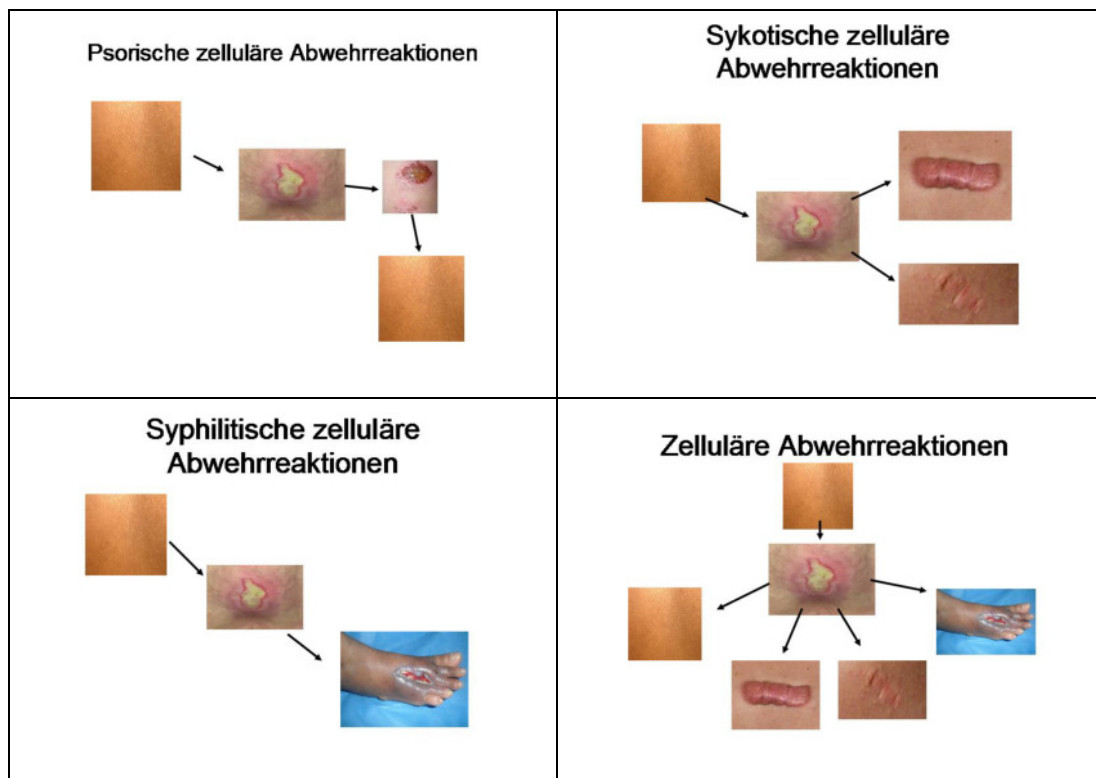 Psorische zelluläre Abwehrreaktionen
Sykotische zelluläre
Abwehrreaktionen
Syphilitische zelluläre
Abwehrreaktionen
Zelluläre Abwehrreaktionen